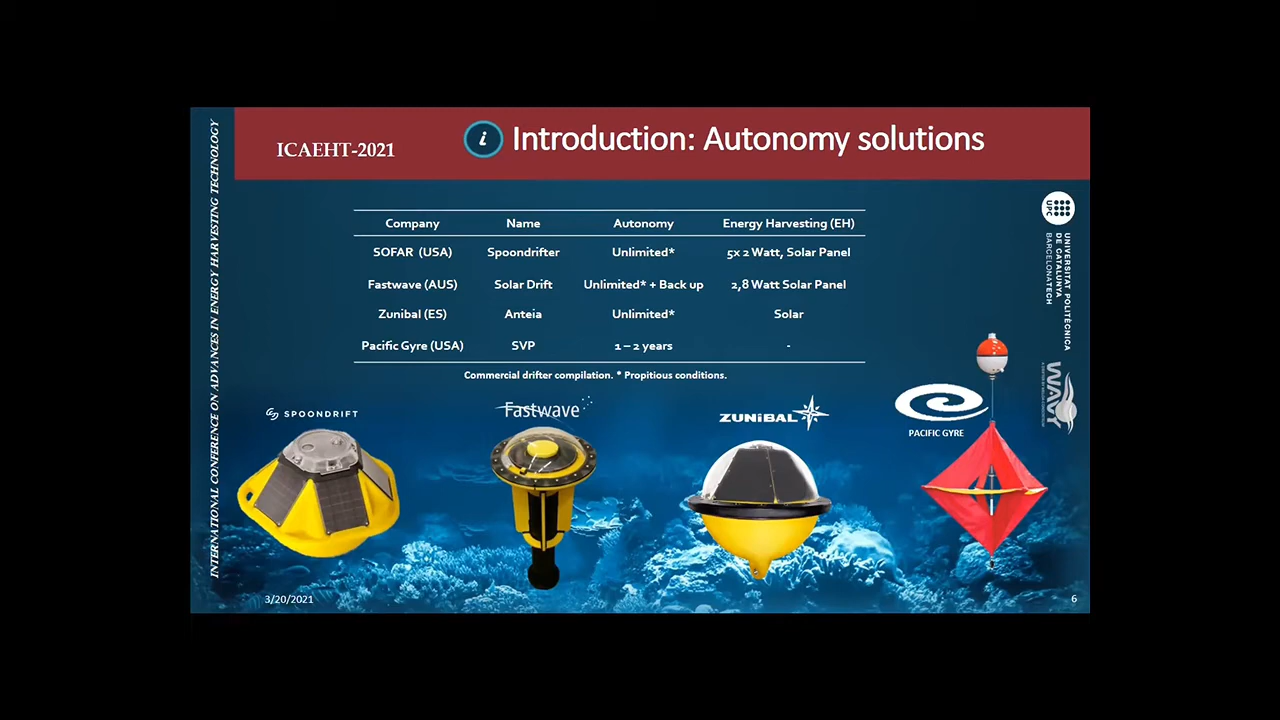 INTERNATIONAL CONFERENCE ON ADVANCES IN ENERGY HARVESTING TECHNOLOGY
ICAEHT-2021
i Introduction: Autonomy solutions
Company Name Autonomy Energy Harvesting (EH)
SOFAR (USA) Spoondrifter Unlimited* 5x 2 Watt, Solar Panel
Fastwave (AUS) Solar Drift Unlimited* + Back up 2,8 Watt Solar Panel
Zunibal (ES) Anteia Unlimited* Solar
Pacific Gyre (USA) SVP 1 – 2 years -
Commercial drifter compilation. * Propitious conditions.
UPC
UNIVERSITAT POLITÈCNICA
DE CATALUNYA
BARCELONATECH
WAVY
SPOONDRIFT
Fastwave
ZUNIBAL
PACIFIC GYRE
3/20/2021
6